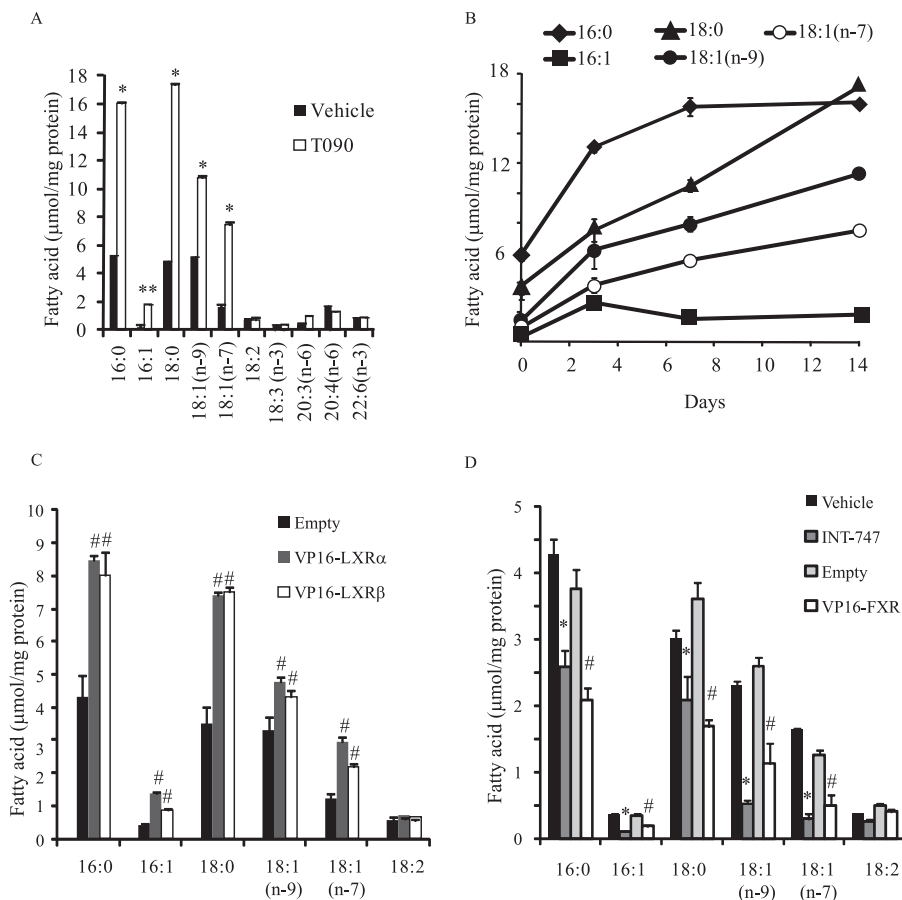 A
Fatty acid (μmol/mg protein)
18
16
14
12
10
8
6
4
2
0
* ** * * *
Vehicle
T090
16:0
16:1
18:0
18:1(n-9)
18:1(n-7)
18:2
18:3 (n-3)
20:3(n-6)
20:4(n-6)
22:6(n-3)
B
16:0
18:0
18:1(n-7)
16:1
18:1(n-9)
Fatty acid (μmol/mg protein)
18
12
6
0 2 4 6 8 10 12 14
Days
C
Fatty acid (μmol/mg protein)
10
9
8
7
6
5
4
3
2
1
0
Empty
VP16-LXRα
VP16-LXRβ
## # # ## # # # #
16:0 16:1 18:0 18:1 18:1 18:2
(n-9) (n-7)
D
Fatty acid (μmol/mg protein)
5
4
3
2
1
0
Vehicle
INT-747
Empty
VP16-FXR
* # * # * # * # * #
16:0 16:1 18:0 18:1 18:1 18:2
(n-9) (n-7)